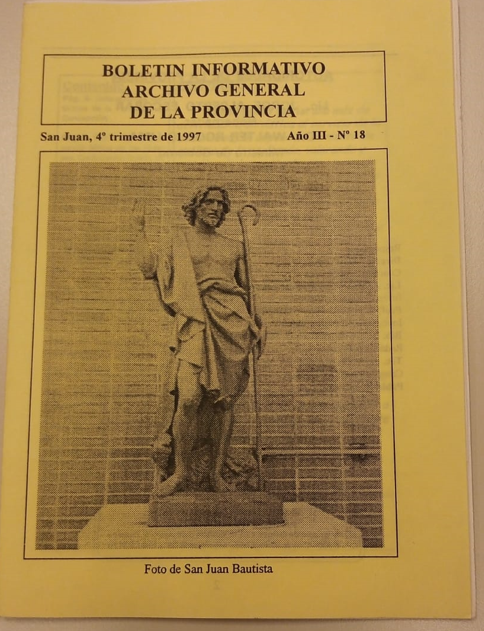 BOLETIN INFORMATIVO
ARCHIVO GENERAL
DE LA PROVINCIA
San Juan, 4º trimestre de 1997 Año III - Nº 18
Foto de San Juan Bautista